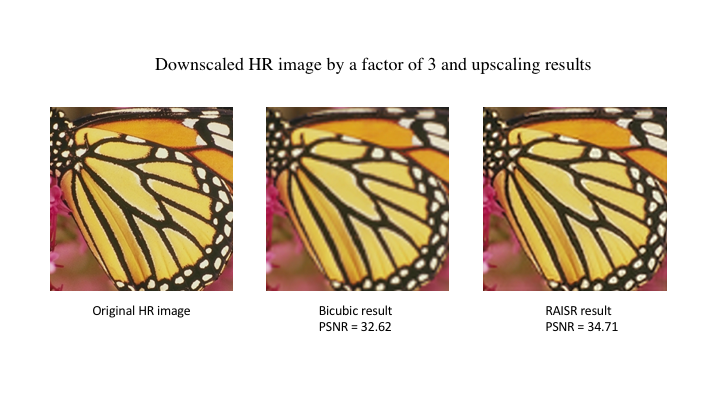 Downscaled HR image by a factor of 3 and upscaling results
Original HR image
Bicubic result
PSNR = 32.62
RAISR result
PSNR = 34.71